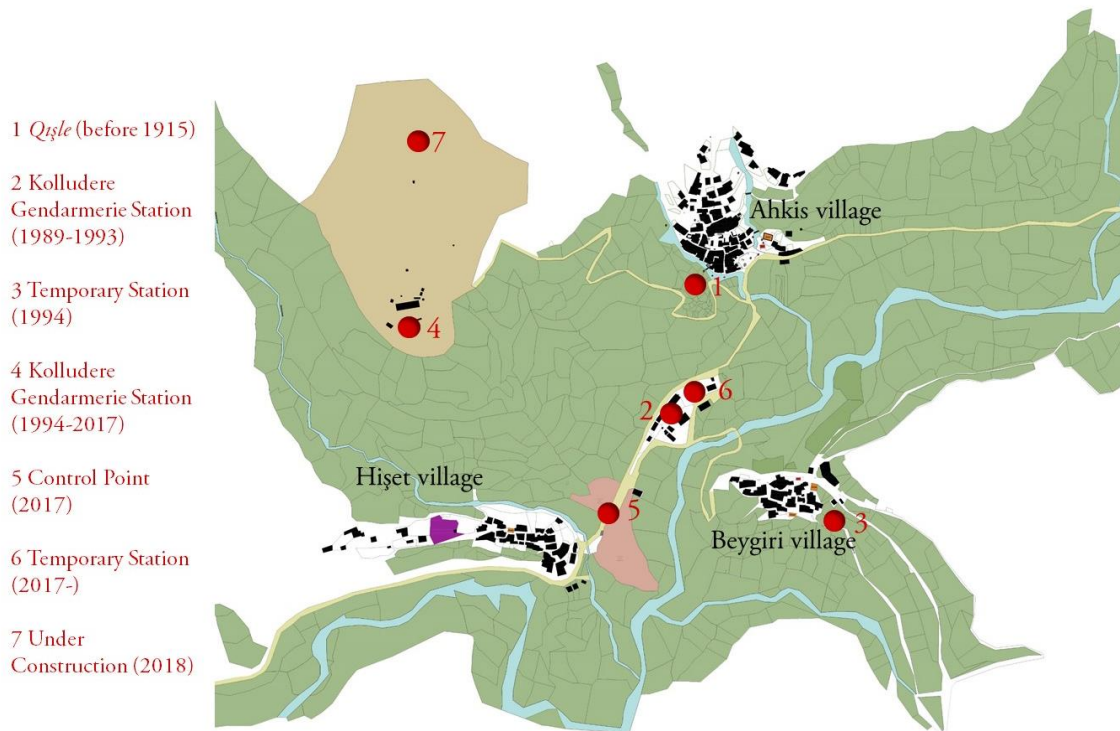 1 Qışle (before 1915)
2 Kolludere
Gendarmerie Station
(1989-1993)
3 Temporary Station
(1994)
4 Kolludere
Gendarmerie Station
(1994-2017)
5 Control Point
(2017)
6 Temporary Station
(2017-)
7 Under
Construction (2018)
7
Ahkis village
1
4
6
2
Hişet village
5
3
Beygiri village